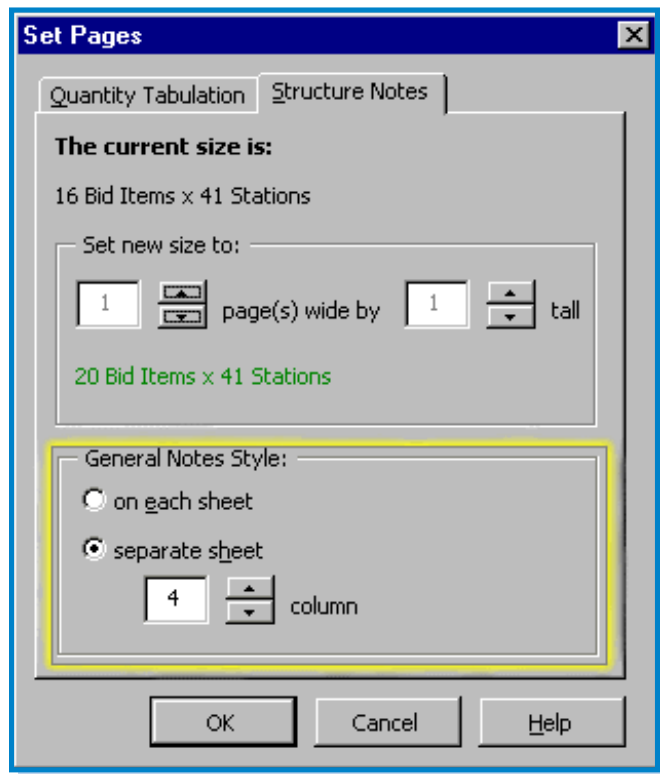 Set Pages
Quantity Tabulation Structure Notes
The current size is:
16 Bid Items x 41 Stations
Set new size to:
1 page(s) wide by 1 tall
20 Bid Items x 41 Stations
General Notes Style:
on each sheet
separate sheet
4 column
OK Cancel Help